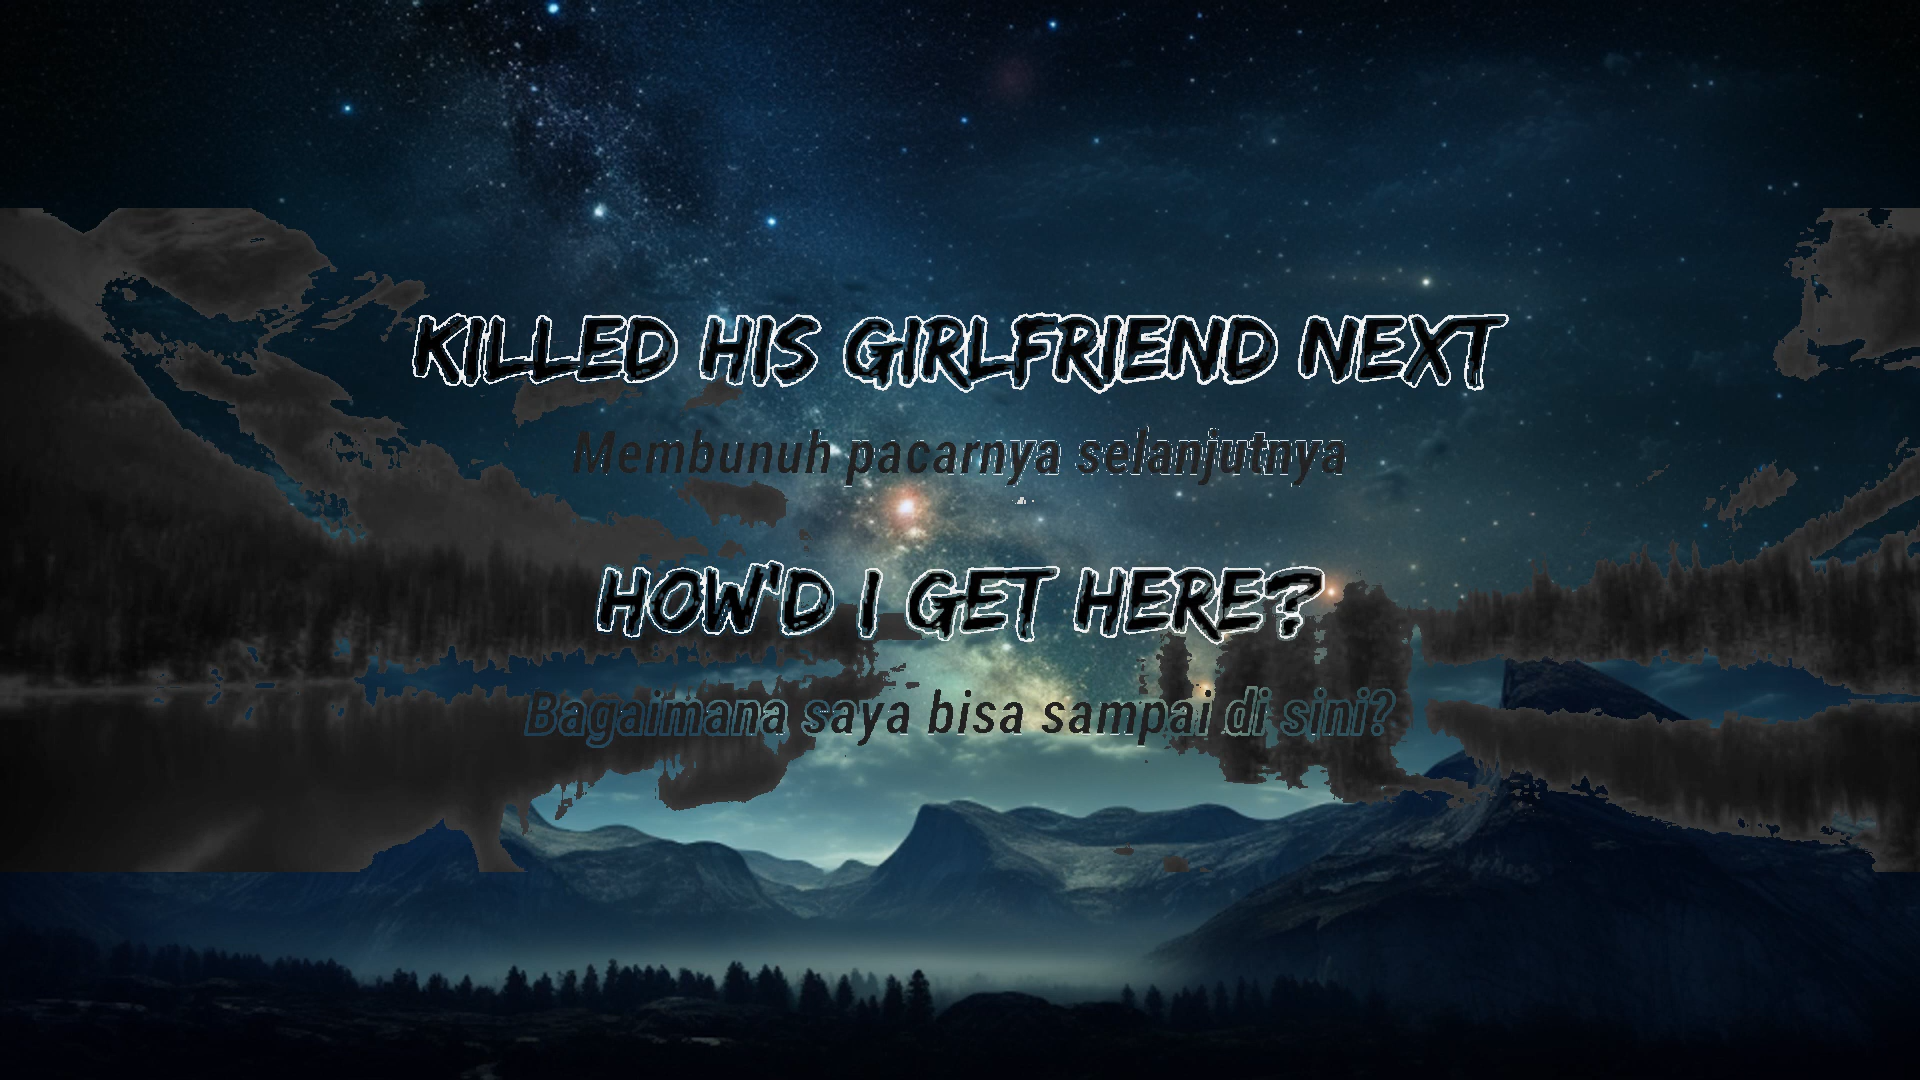 KILLED HIS GIRLFRIEND NEXT
Membunuh pacarnya selanjutnya
HOW'D I GET HERE?
Bagaimana saya bisa sampai di sini?